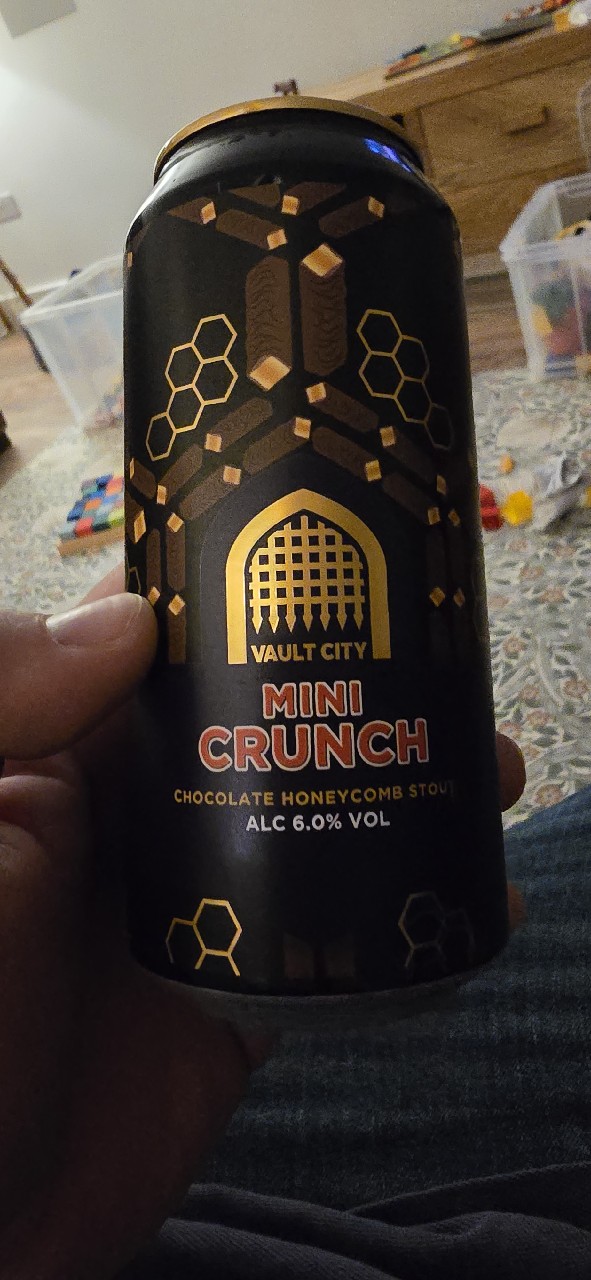 VAULT CITY
MINI
CRUNCH
CHOCOLATE HONEYCOMB STOUT
ALC 6.0% VOL